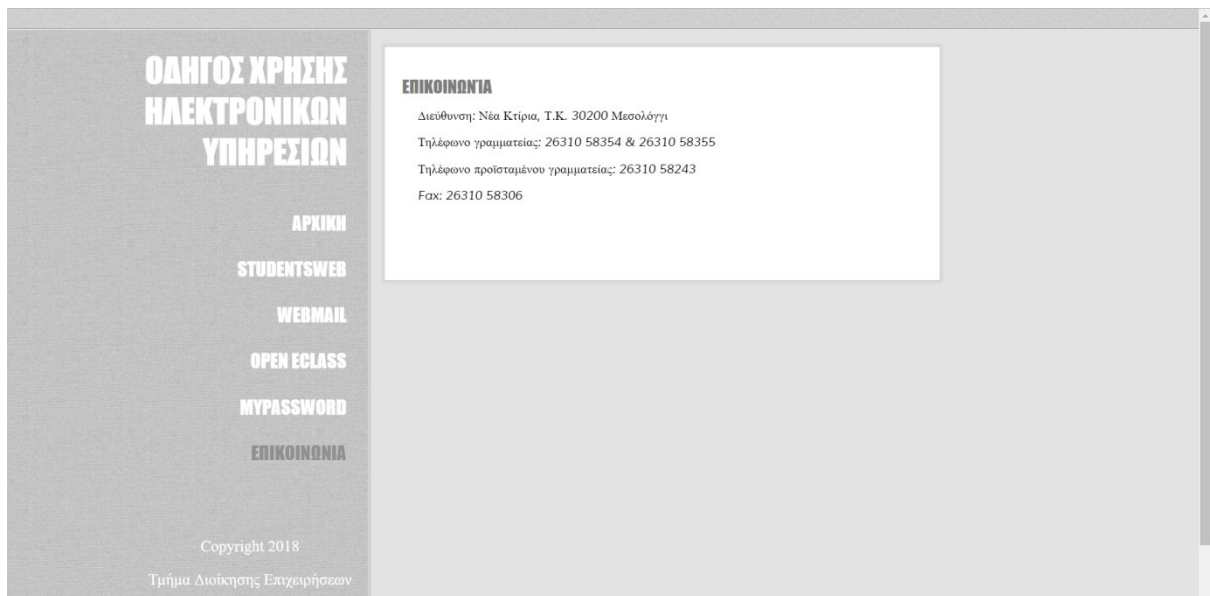 ΟΔΗΓΟΣ ΧΡΗΣΗΣ
ΗΛΕΚΤΡΟΝΙΚΩΝ
ΥΠΗΡΕΣΙΩΝ
ΑΡΧΙΚΗ
STUDENTSWEB
WEBMAIL
OPEN ECLASS
MYPASSWORD
ΕΠΙΚΟΙΝΩΝΙΑ
Copyright 2018
Τμήμα Διοίκησης Επιχειρήσεων
ΕΠΙΚΟΙΝΩΝΊΑ
Διεύθυνση: Νέα Κτίρια, Τ.Κ. 30200 Μεσολόγγι
Τηλέφωνο γραμματείας: 26310 58354 & 26310 58355
Τηλέφωνο προϊσταμένου γραμματείας: 26310 58243
Fax: 26310 58306